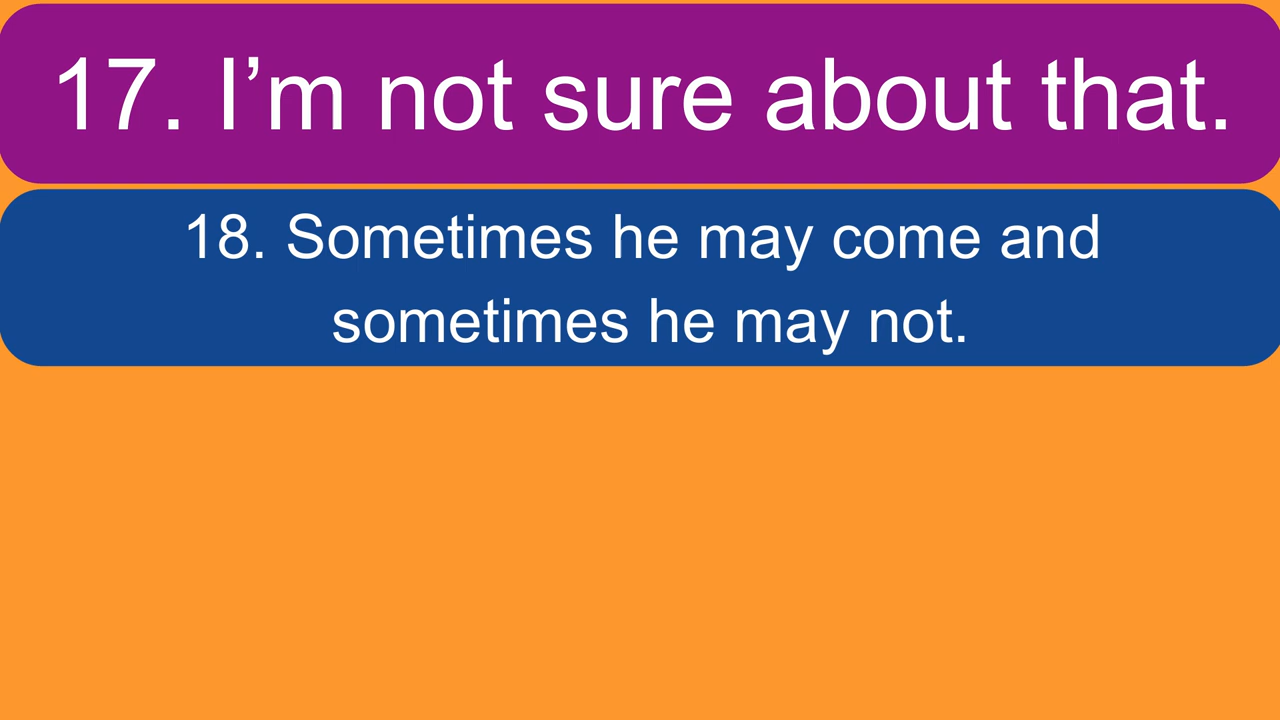 17. I’m not sure about that.
18. Sometimes he may come and
sometimes he may not.